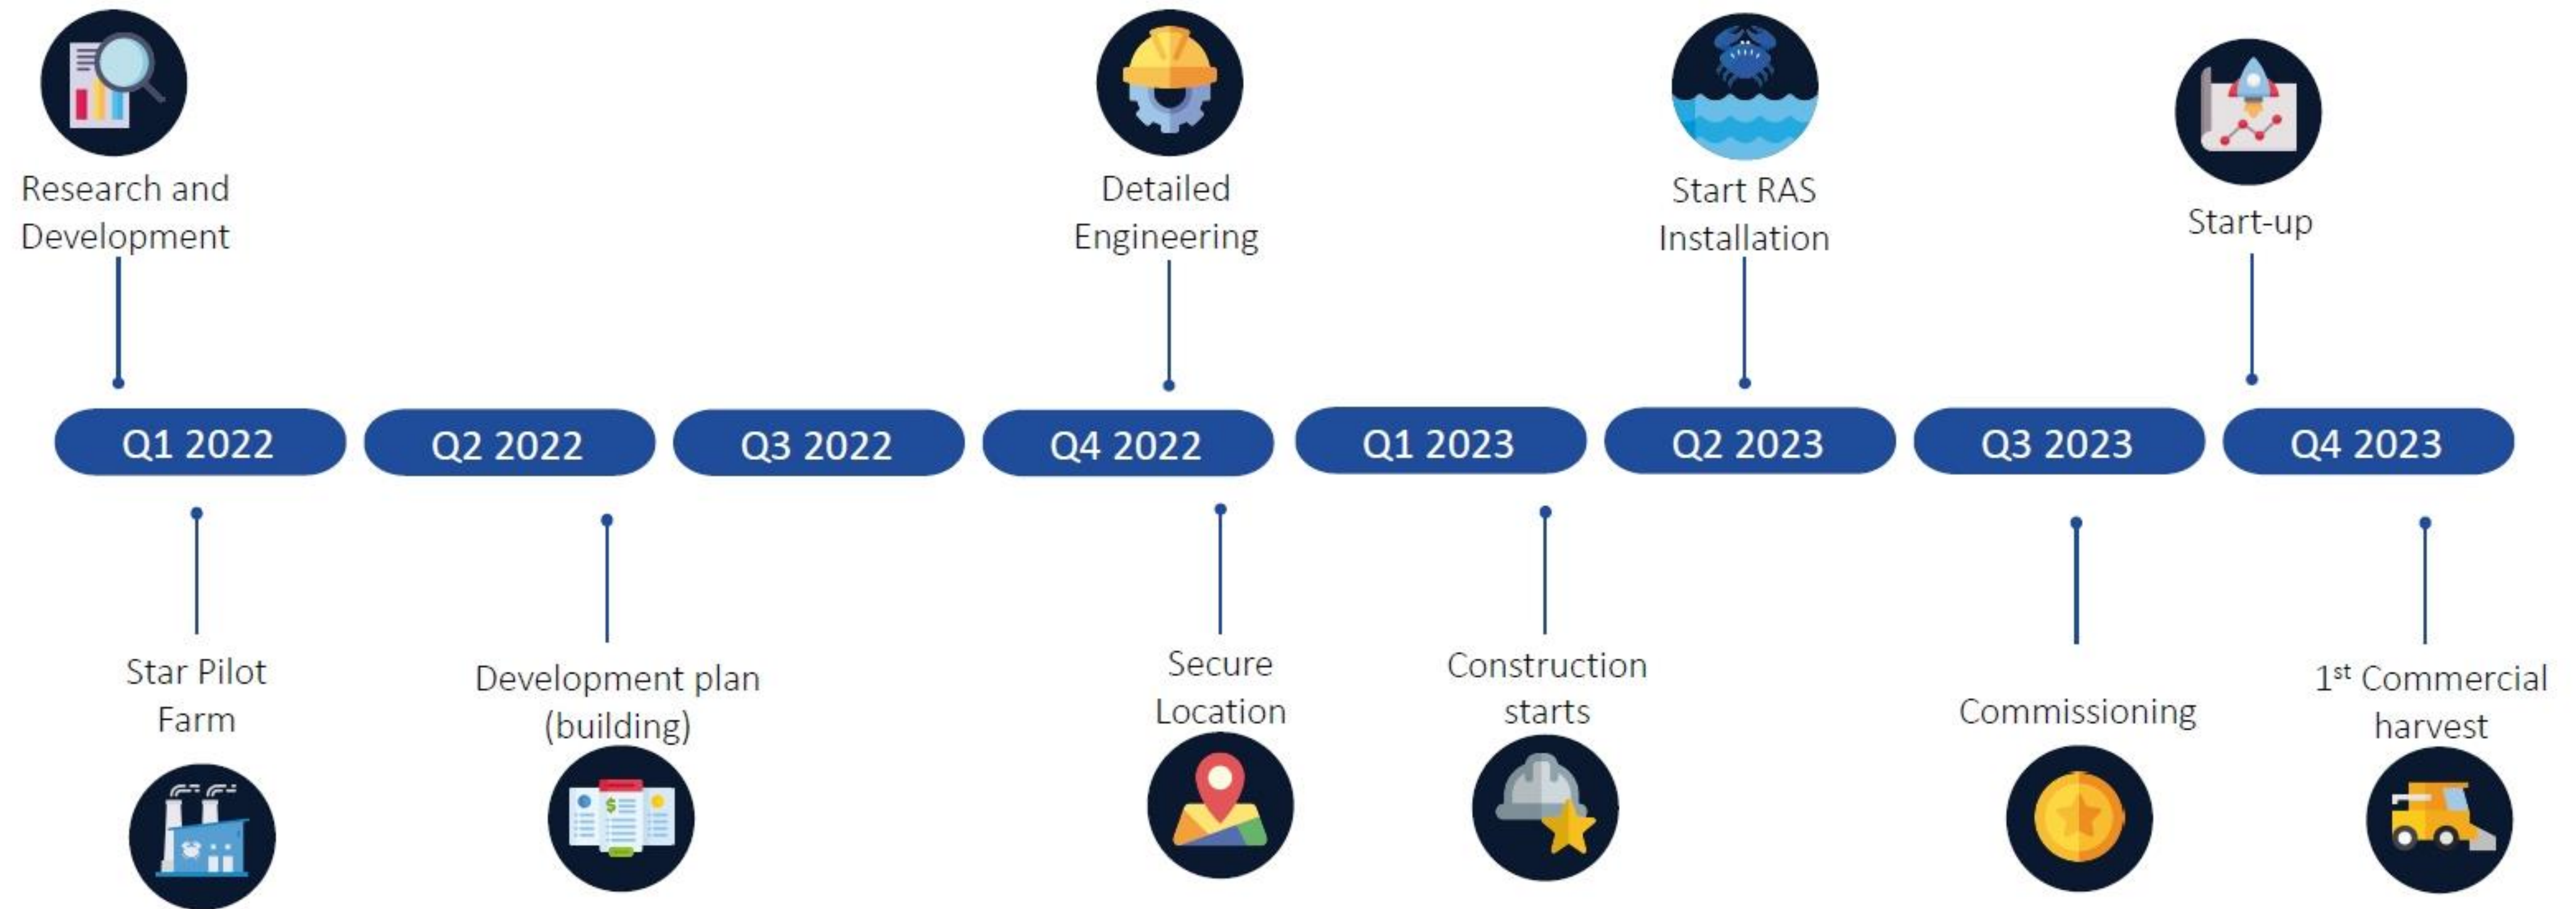 Research and
Development
Detailed
Engineering
Start RAS
Installation
Start-up
Q1 2022
Q2 2022
Q3 2022
Q4 2022
Q1 2023
Q2 2023
Q3 2023
Q4 2023
Star Pilot
Farm
Development plan
(building)
Secure
Location
Construction
starts
Commissioning
1st Commercial
harvest